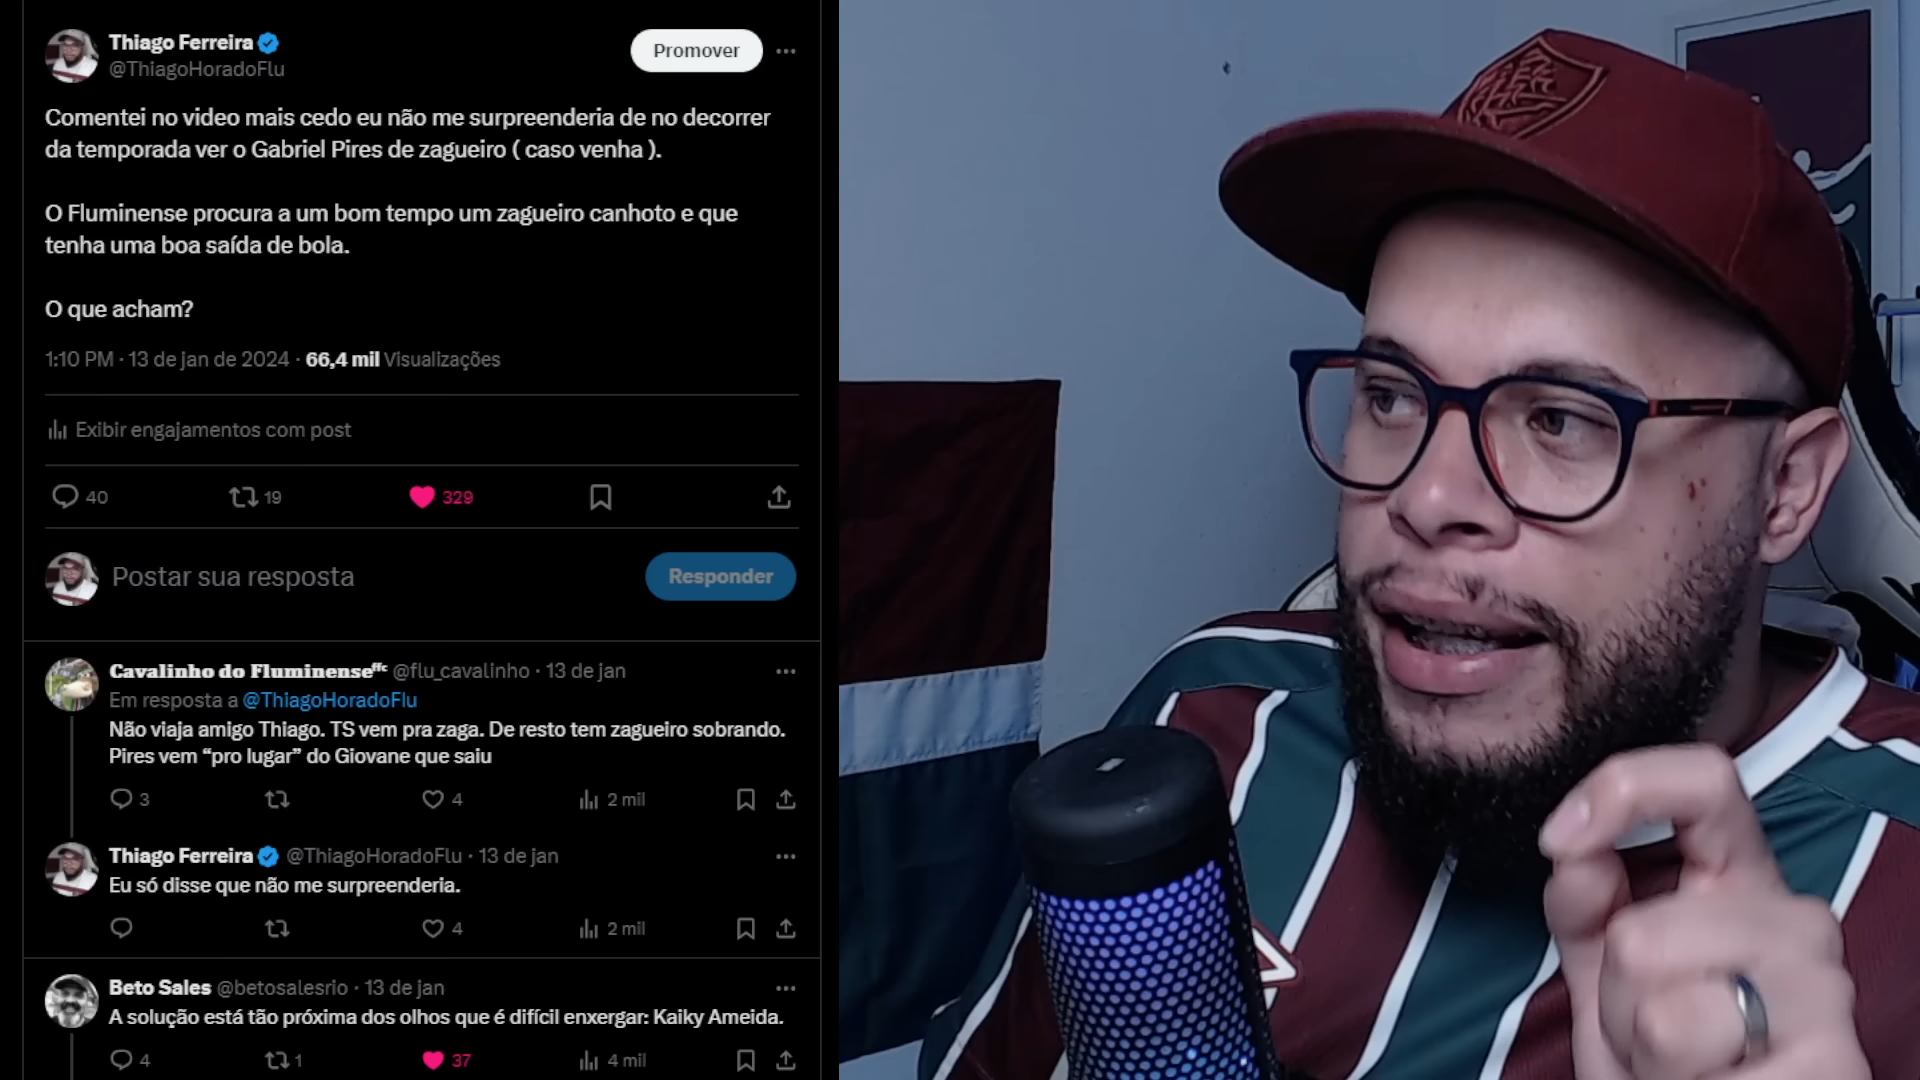 Thiago Ferreira
@ThiagoHoradoFlu
Promover
Comentei no video mais cedo eu não me surpreenderia de no decorrer
da temporada ver o Gabriel Pires de zagueiro ( caso venha ).
O Fluminense procura a um bom tempo um zagueiro canhoto e que
tenha uma boa saída de bola.
O que acham?
1:10 PM · 13 de jan de 2024 · 66,4 mil Visualizações
Exibir engajamentos com post
40 19 329
Postar sua resposta
Responder
Cavalinho do Fluminenseᶠᶠᶜ @flu_cavalinho · 13 de jan
Em resposta a @ThiagoHoradoFlu
Não viaja amigo Thiago. TS vem pra zaga. De resto tem zagueiro sobrando.
Pires vem “pro lugar” do Giovane que saiu
3 4 2 mil
Thiago Ferreira @ThiagoHoradoFlu · 13 de jan
Eu só disse que não me surpreenderia.
4 2 mil
Beto Sales @betosalesrio · 13 de jan
A solução está tão próxima dos olhos que é difícil enxergar: Kaiky Ameida.
4 1 37 4 mil